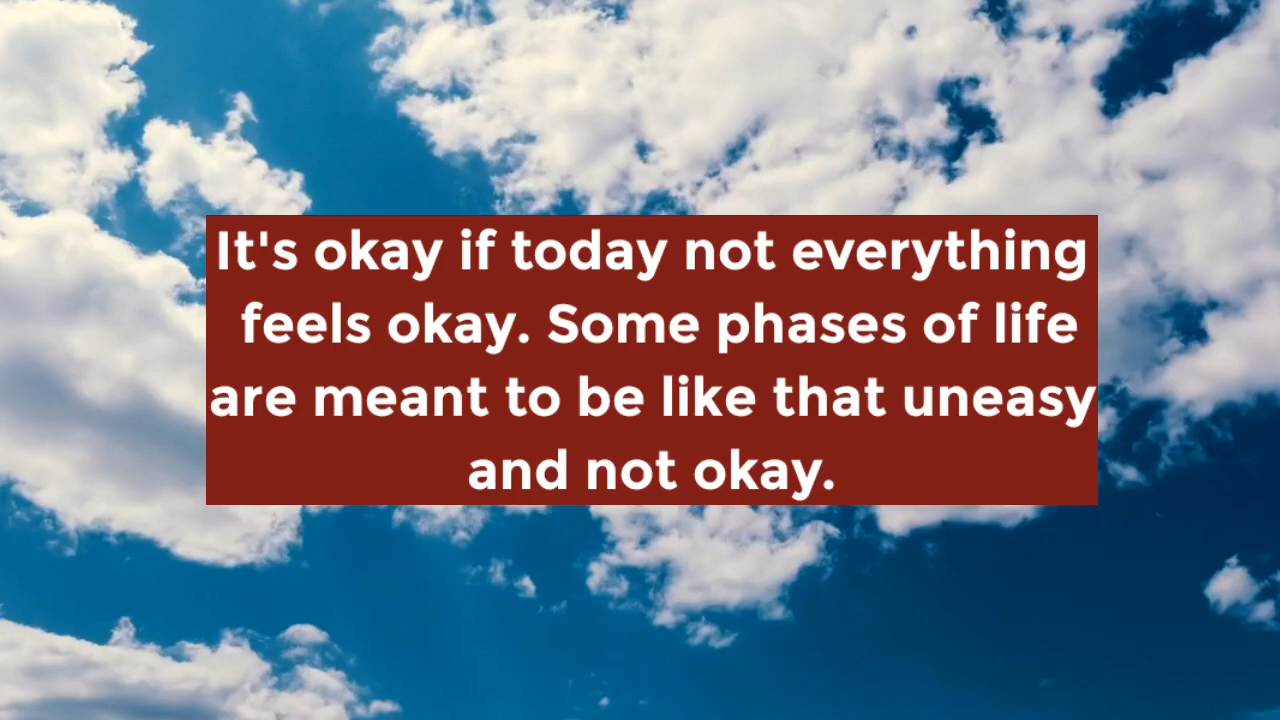 It's okay if today not everything
feels okay. Some phases of life
are meant to be like that uneasy
and not okay.